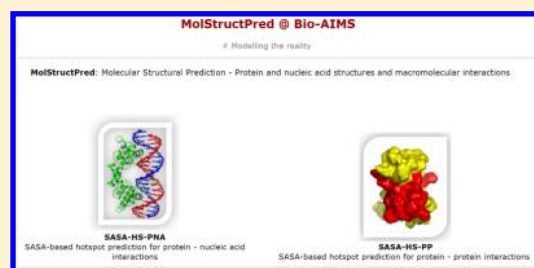 MolStructPred @ Bio-AIMS
# Modelling the reality
MolStructPred: Molecular Structural Prediction - Protein and nucleic acid structures and macromolecular interactions
SASA-HS-PNA
SASA-based hotspot prediction for protein - nucleic acid
interactions
SASA-HS-PP
SASA-based hotspot prediction for protein - protein interactions